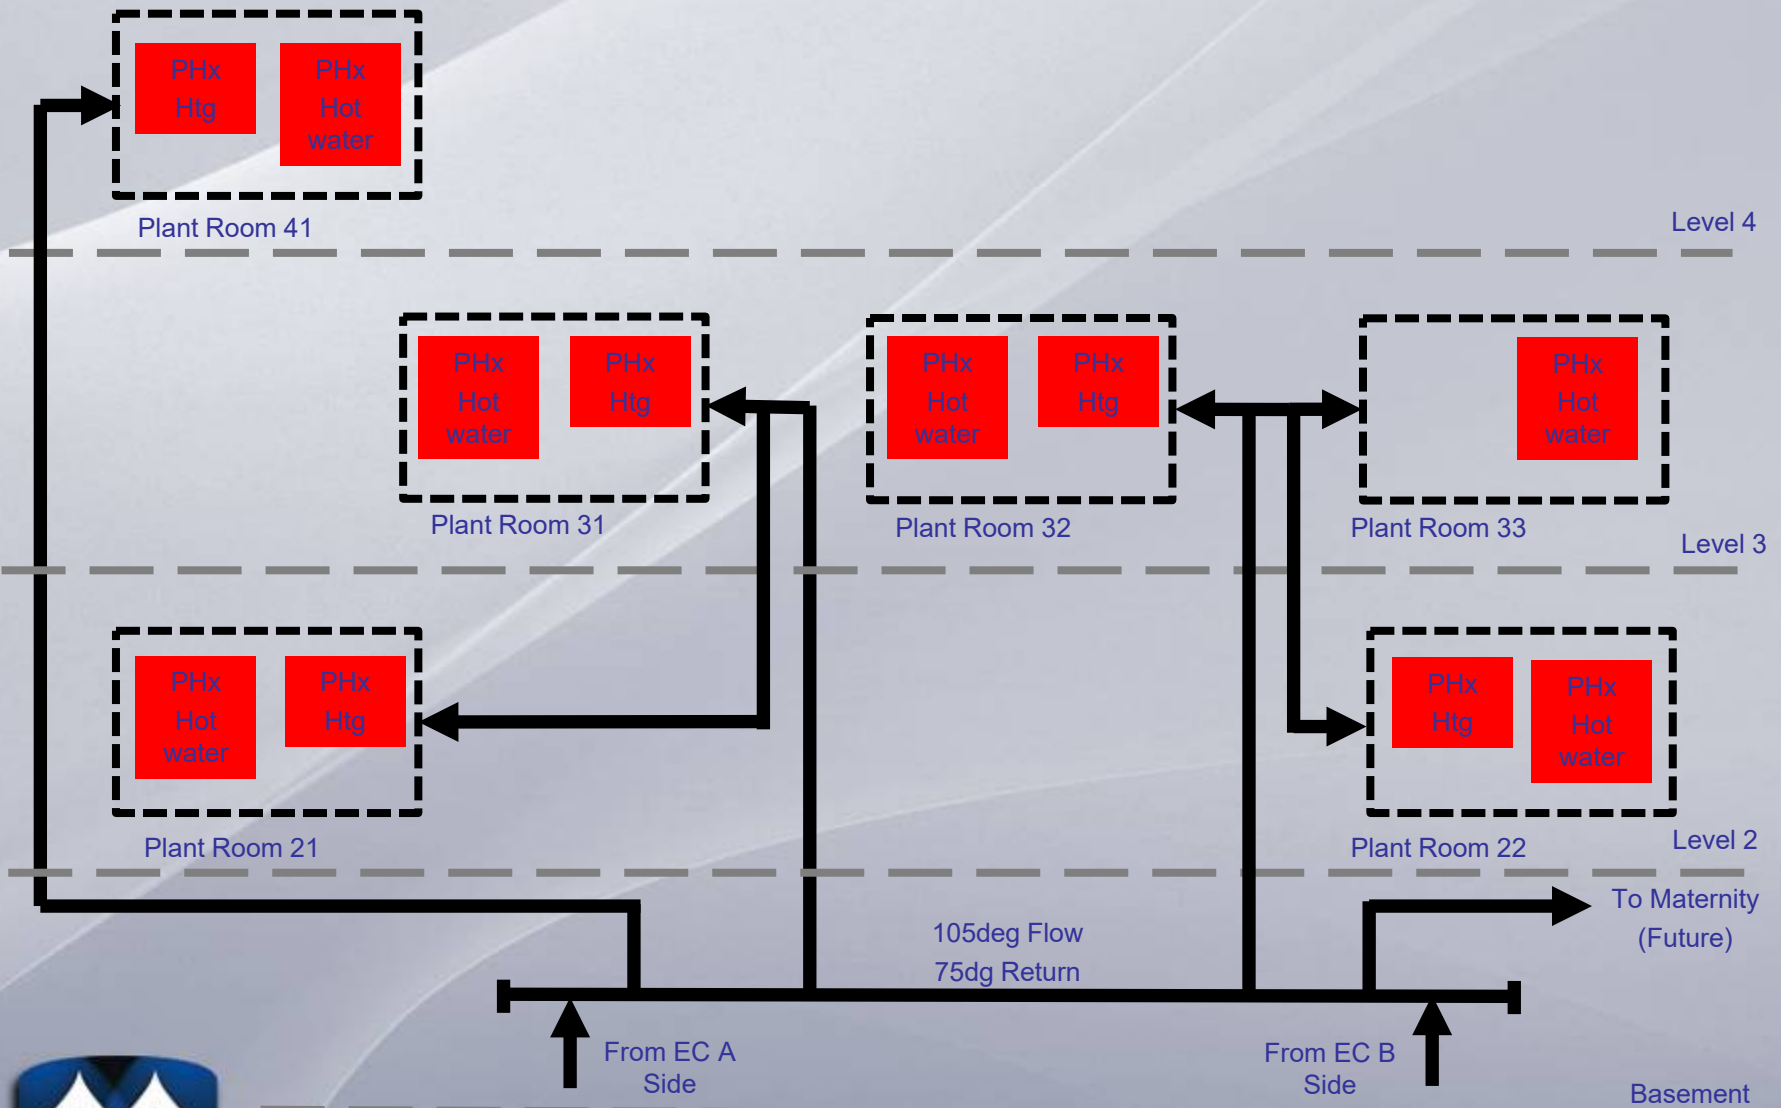 PHx
Htg
PHx
Hot
water
Plant Room 41
Level 4
PHx
Hot
water
PHx
Htg
Plant Room 31
PHx
Hot
water
PHx
Htg
Plant Room 32
PHx
Hot
water
Plant Room 33
Level 3
PHx
Hot
water
PHx
Htg
Plant Room 21
PHx
Htg
PHx
Hot
water
Plant Room 22
Level 2
To Maternity
(Future)
105deg Flow
75dg Return
From EC A
Side
From EC B
Side
Basement